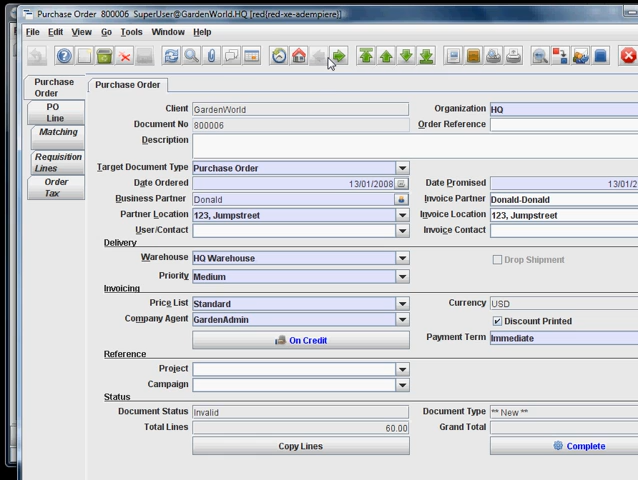 Purchase Order 800006 SuperUser@GardenWorld.HQ [red{red-xe-adempiere}]
File Edit View Go Tools Window Help
Purchase Order
PO Line
Matching
Requisition Lines
Order Tax
Purchase Order
Client GardenWorld Organization HQ
Document No 800006 Order Reference
Description
Target Document Type Purchase Order
Date Ordered 13/01/2008 Date Promised 13/01/2
Business Partner Donald Invoice Partner Donald-Donald
Partner Location 123, Jumpstreet Invoice Location 123, Jumpstreet
User/Contact Invoice Contact
Delivery
Warehouse HQ Warehouse Drop Shipment
Priority Medium
Invoicing
Price List Standard Currency USD
Company Agent GardenAdmin Discount Printed
On Credit Payment Term Immediate
Reference
Project
Campaign
Status
Document Status Invalid Document Type ** New **
Total Lines 60.00 Grand Total
Copy Lines Complete